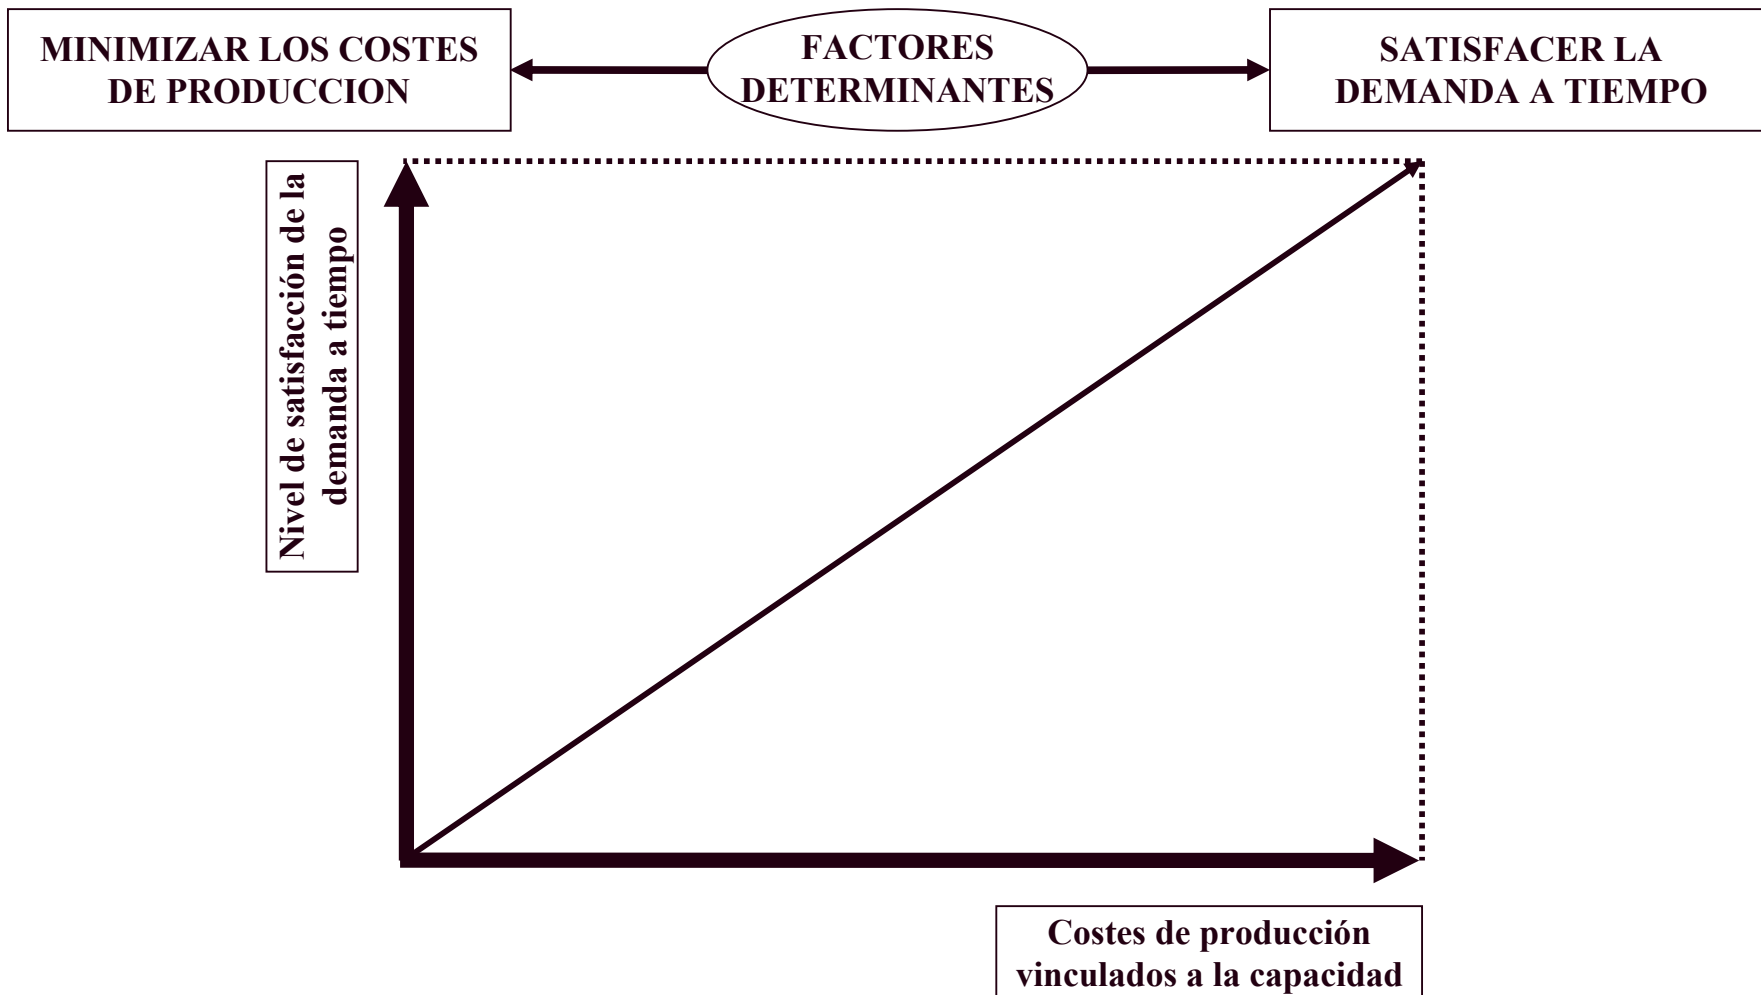 MINIMIZAR LOS COSTES
DE PRODUCCION
FACTORES
DETERMINANTES
SATISFACER LA
DEMANDA A TIEMPO
Nivel de satisfacción de la
demanda a tiempo
Costes de producción
vinculados a la capacidad